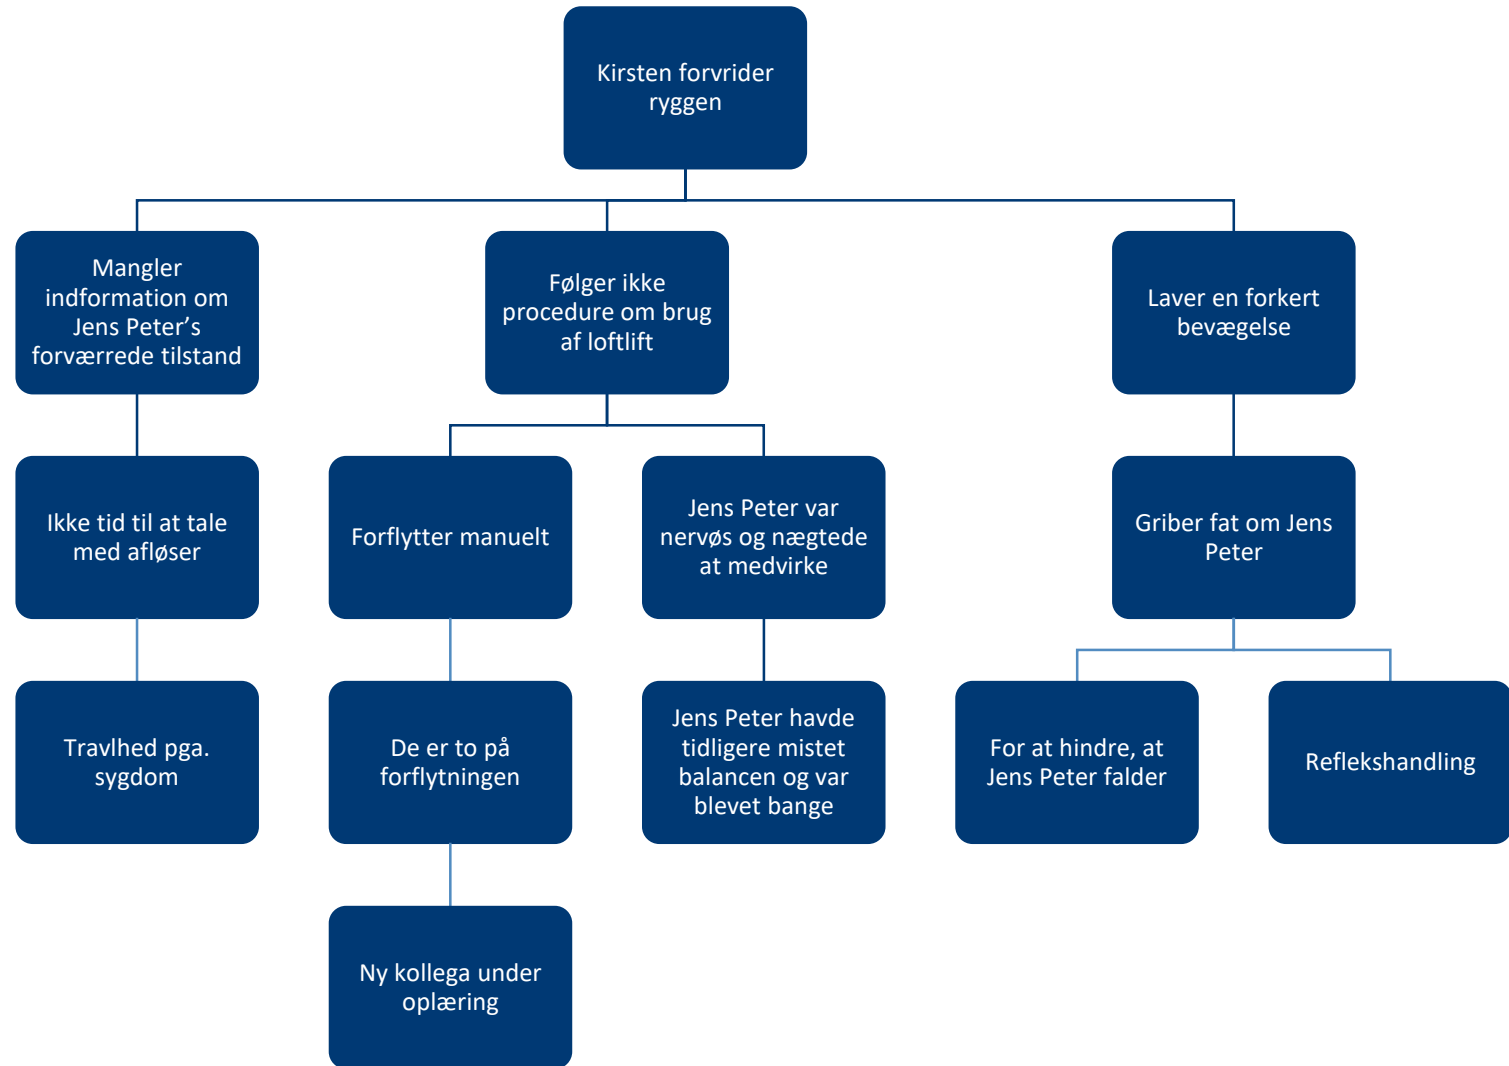 Kirsten forvrider
ryggen
Mangler
indformation om
Jens Peter’s
forværrede tilstand
Følger ikke
procedure om brug
af loftlift
Laver en forkert
bevægelse
Ikke tid til at tale
med afløser
Forflytter manuelt
Jens Peter var
nervøs og nægtede
at medvirke
Griber fat om Jens
Peter
Travlhed pga.
sygdom
De er to på
forflytningen
Jens Peter havde
tidligere mistet
balancen og var
blevet bange
For at hindre, at
Jens Peter falder
Reflekshandling
Ny kollega under
oplæring